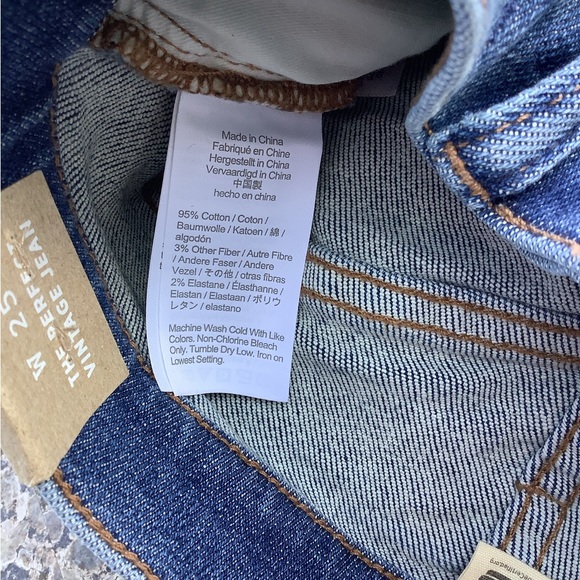 Made in China
Fabriqué en Chine
Hergestellt in China
Vervaardigd in China
中国製
hecho en china
95% Cotton / Coton /
Baumwolle / Katoen / 綿 /
algodón
3% Other Fiber / Autre Fibre
/ Andere Faser / Andere
Vezel / その他 / otras fibras
2% Elastane / Élasthanne /
Elastan / Elastaan / ポリウ
レタン / elastano
Machine Wash Cold With Like
Colors. Non-Chlorine Bleach
Only. Tumble Dry Low. Iron on
Lowest Setting.
THE PERFECT
VINTAGE JEAN
W 25